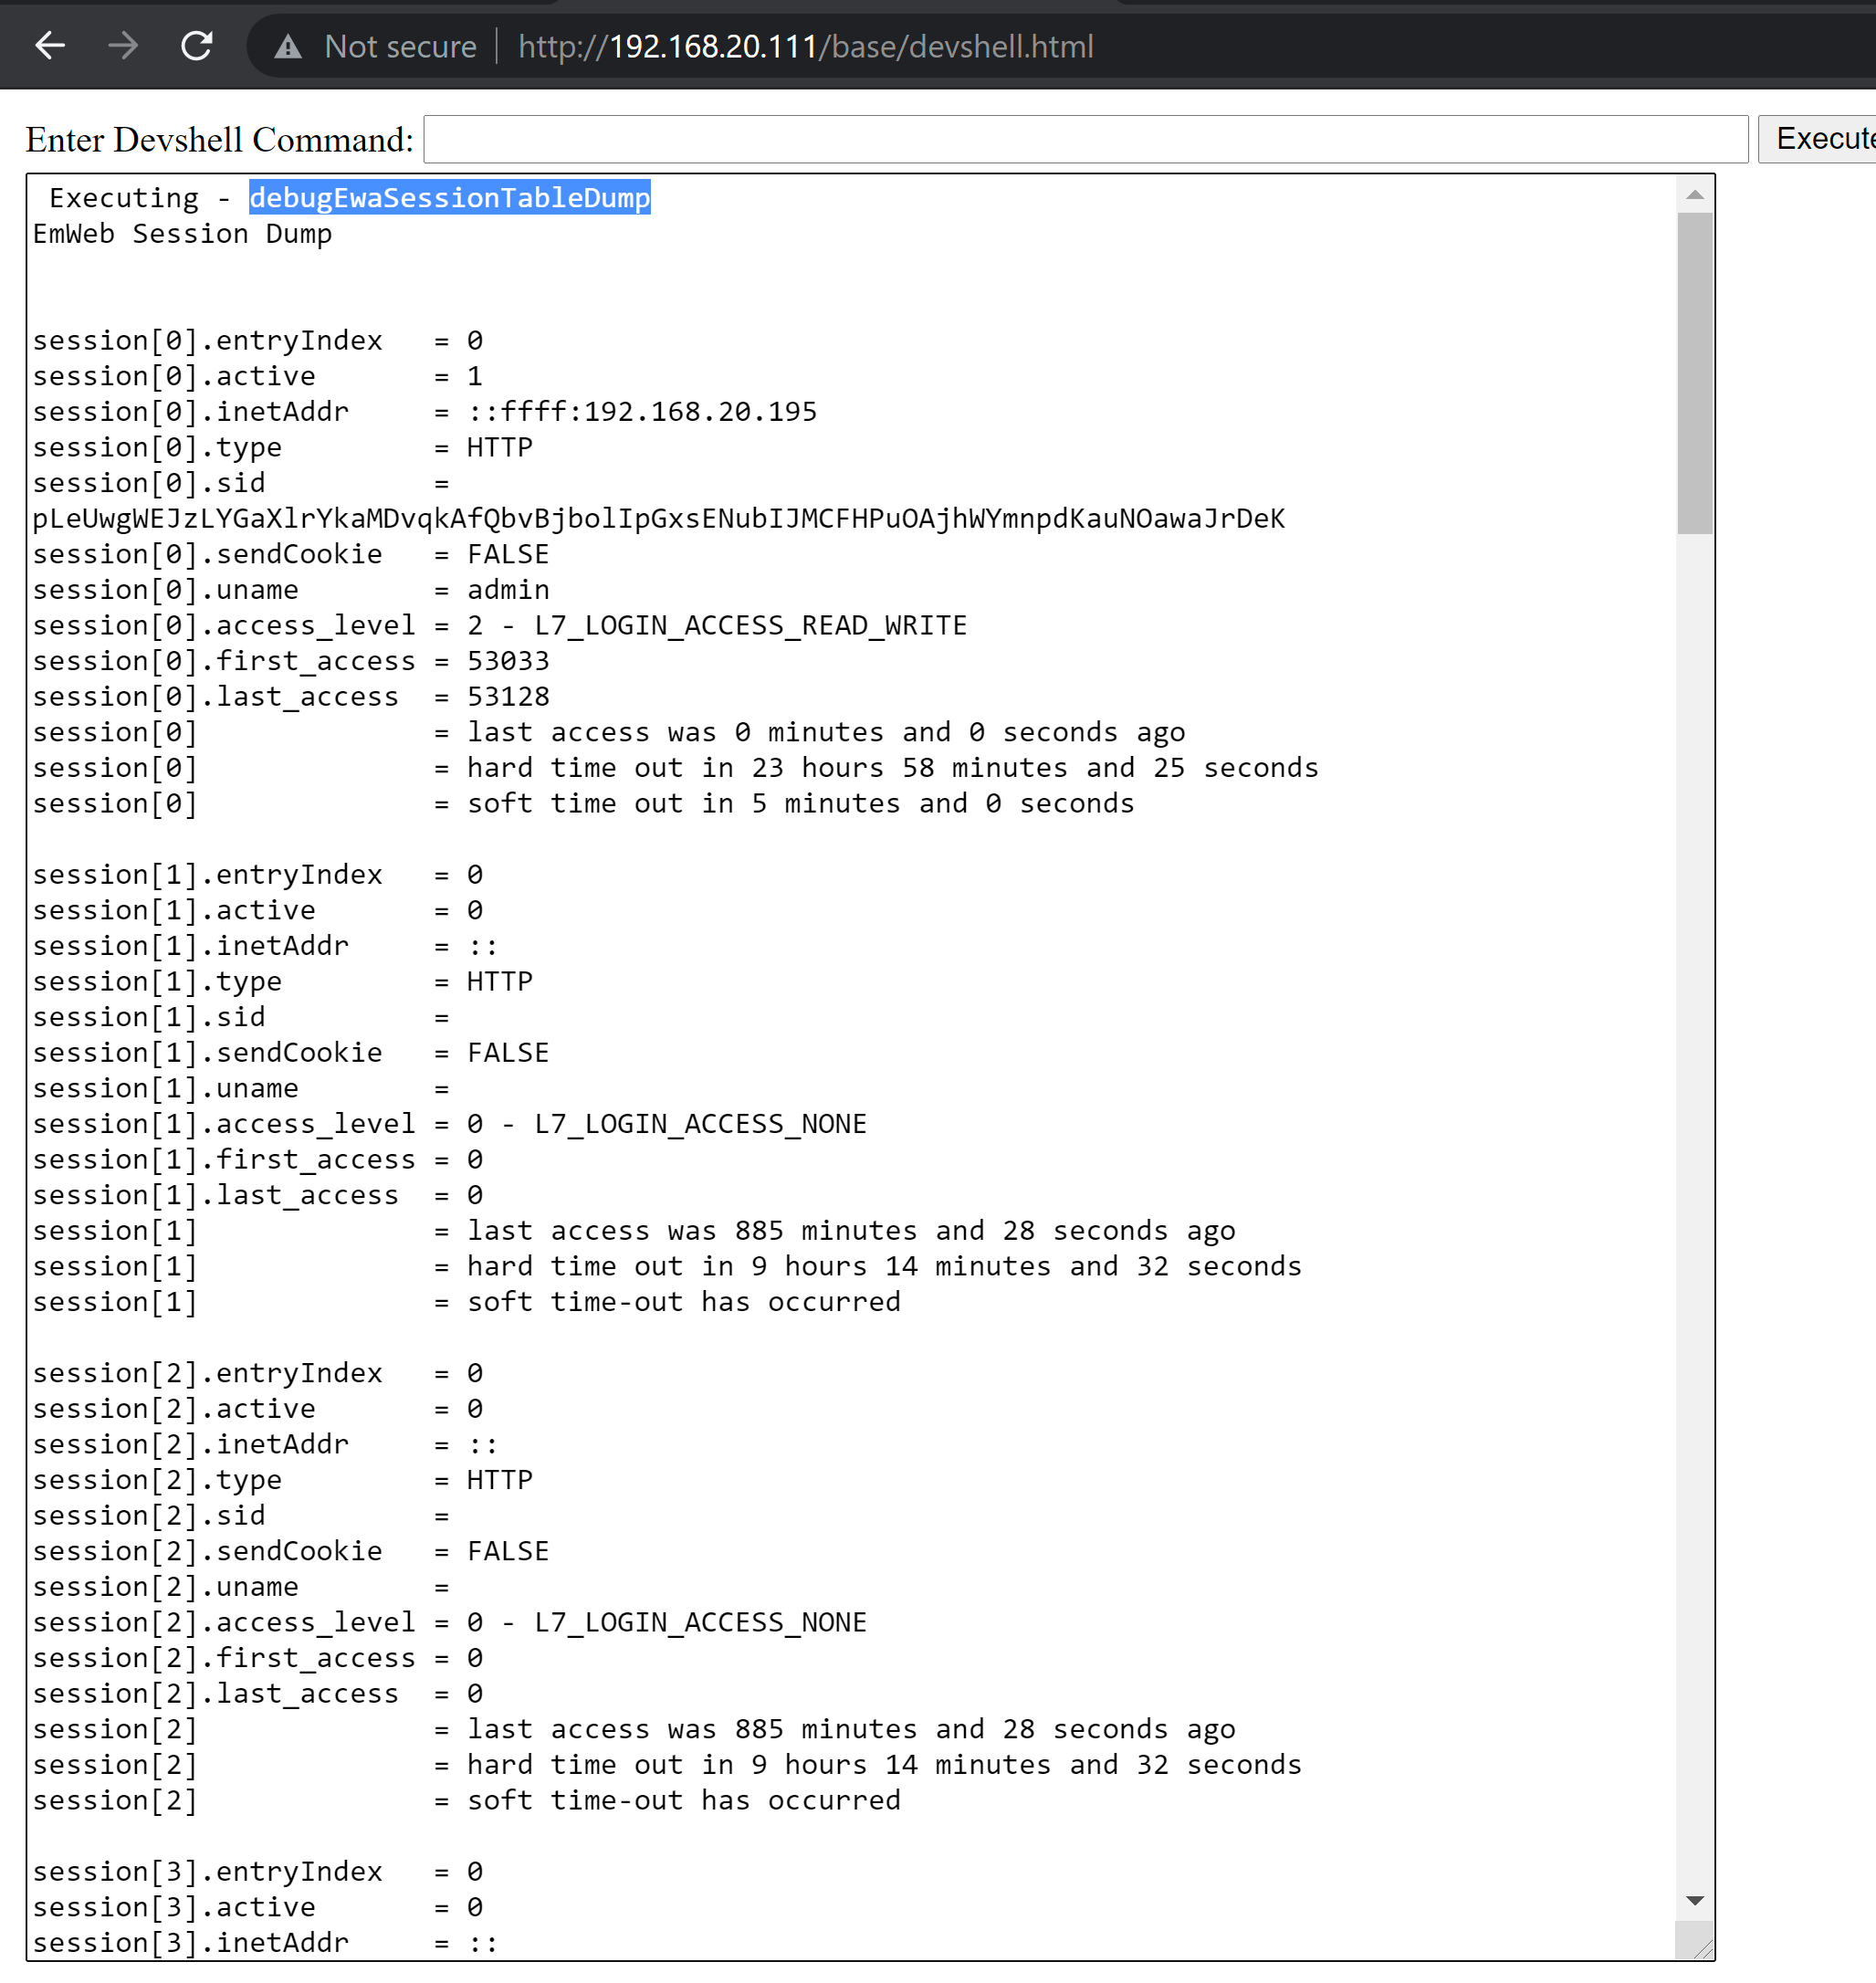 Not secure http://192.168.20.111/base/devshell.html
Enter Devshell Command: Execute
Executing - debugEwaSessionTableDump
EmWeb Session Dump
session[0].entryIndex = 0
session[0].active = 1
session[0].inetAddr = ::ffff:192.168.20.195
session[0].type = HTTP
session[0].sid =
pLeUwgWEJzLYGaXlrYkaMDvqkAfQbvBjbolIpGxsENubIJMCFHPuOAjhWYmnpdKauNOawaJrDeK
session[0].sendCookie = FALSE
session[0].uname = admin
session[0].access_level = 2 - L7_LOGIN_ACCESS_READ_WRITE
session[0].first_access = 53033
session[0].last_access = 53128
session[0] = last access was 0 minutes and 0 seconds ago
session[0] = hard time out in 23 hours 58 minutes and 25 seconds
session[0] = soft time out in 5 minutes and 0 seconds
session[1].entryIndex = 0
session[1].active = 0
session[1].inetAddr = ::
session[1].type = HTTP
session[1].sid =
session[1].sendCookie = FALSE
session[1].uname =
session[1].access_level = 0 - L7_LOGIN_ACCESS_NONE
session[1].first_access = 0
session[1].last_access = 0
session[1] = last access was 885 minutes and 28 seconds ago
session[1] = hard time out in 9 hours 14 minutes and 32 seconds
session[1] = soft time-out has occurred
session[2].entryIndex = 0
session[2].active = 0
session[2].inetAddr = ::
session[2].type = HTTP
session[2].sid =
session[2].sendCookie = FALSE
session[2].uname =
session[2].access_level = 0 - L7_LOGIN_ACCESS_NONE
session[2].first_access = 0
session[2].last_access = 0
session[2] = last access was 885 minutes and 28 seconds ago
session[2] = hard time out in 9 hours 14 minutes and 32 seconds
session[2] = soft time-out has occurred
session[3].entryIndex = 0
session[3].active = 0
session[3].inetAddr = ::